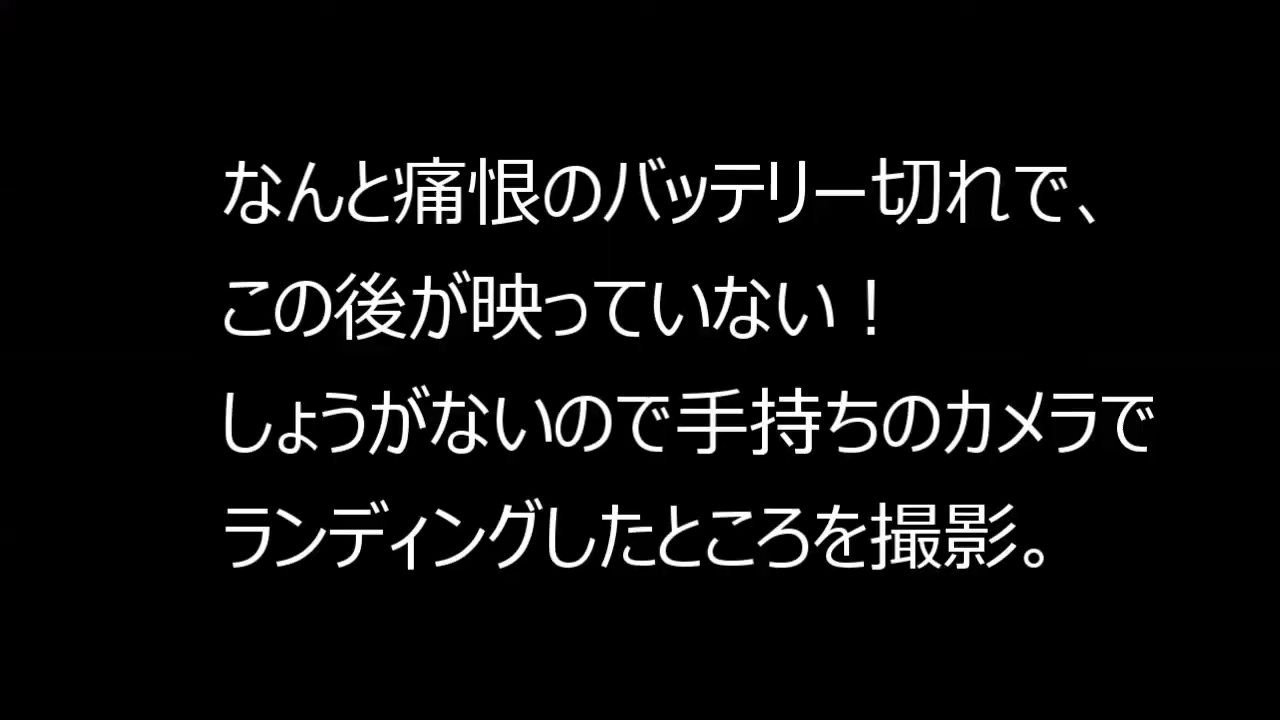 なんと痛恨のバッテリー切れで、
この後が映っていない！
しょうがないので手持ちのカメラで
ランディングしたところを撮影。